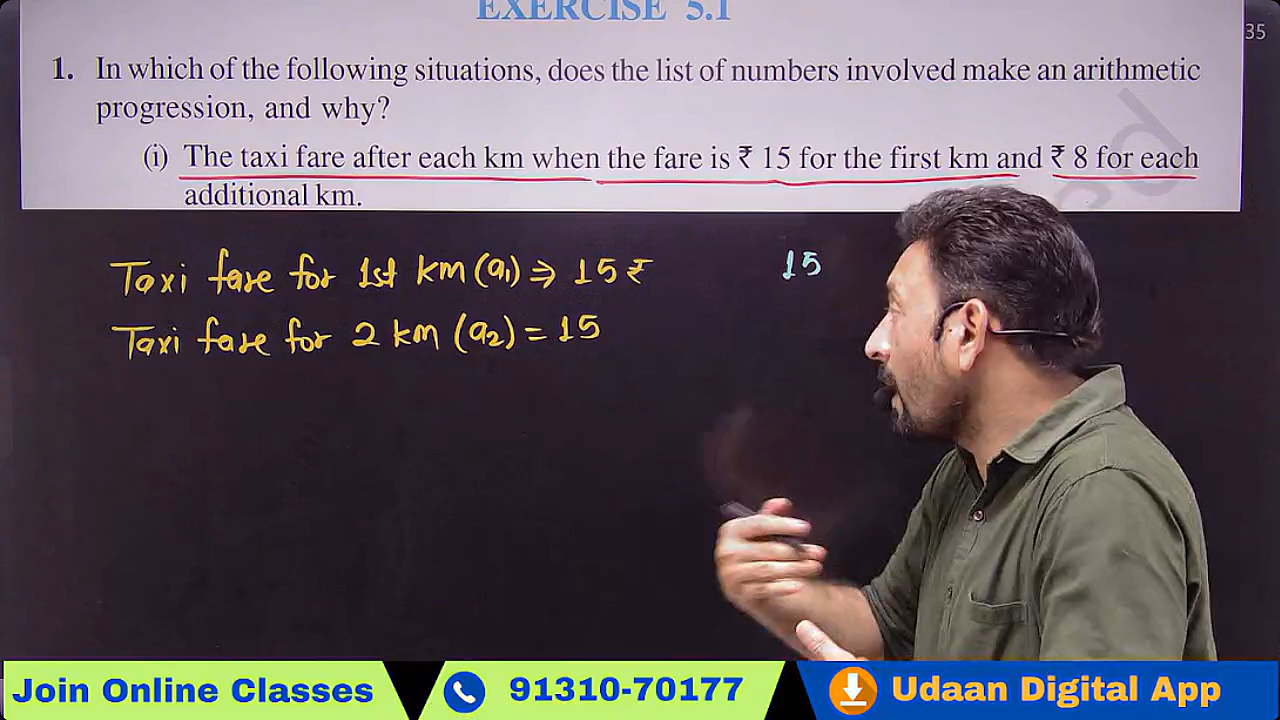 EXERCISE 5.1
35
1. In which of the following situations, does the list of numbers involved make an arithmetic
progression, and why?
(i) The taxi fare after each km when the fare is ₹ 15 for the first km and ₹ 8 for each
additional km.
Taxi fare for 1st km (a₁) ⇒ 15 ₹
15
Taxi fare for 2 km (a₂) = 15
Join Online Classes
91310-70177
Udaan Digital App